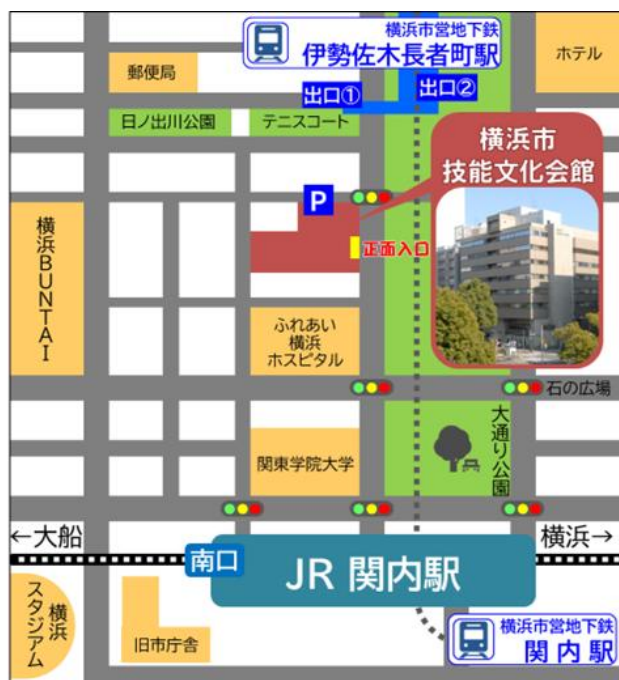 横浜市営地下鉄
伊勢佐木長者町駅
ホテル
郵便局
出口①
出口②
日ノ出川公園
テニスコート
横浜市
技能文化会館
P
正面入口
横浜BUNTAI
ふれあい
横浜
ホスピタル
石の広場
大通り公園
関東学院大学
←大船
横浜→
南口
JR 関内駅
横浜
スタジアム
旧市庁舎
横浜市営地下鉄
関内駅